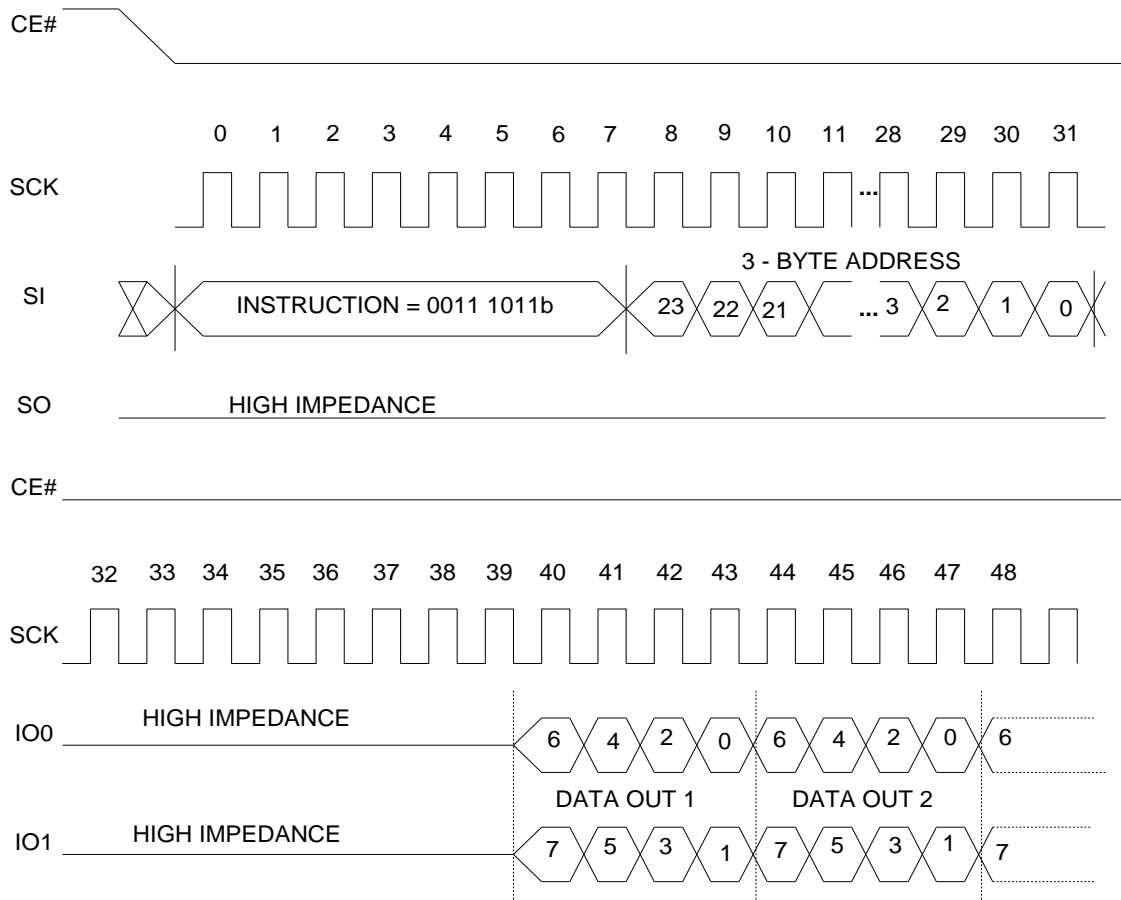 CE#
0 1 2 3 4 5 6 7 8 9 10 11 28 29 30 31
SCK ...
3 - BYTE ADDRESS
SI INSTRUCTION = 0011 1011b 23 22 21 ... 3 2 1 0
SO HIGH IMPEDANCE
CE#
32 33 34 35 36 37 38 39 40 41 42 43 44 45 46 47 48
SCK
IO0 HIGH IMPEDANCE 6 4 2 0 6 4 2 0 6
DATA OUT 1 DATA OUT 2
IO1 HIGH IMPEDANCE 7 5 3 1 7 5 3 1 7